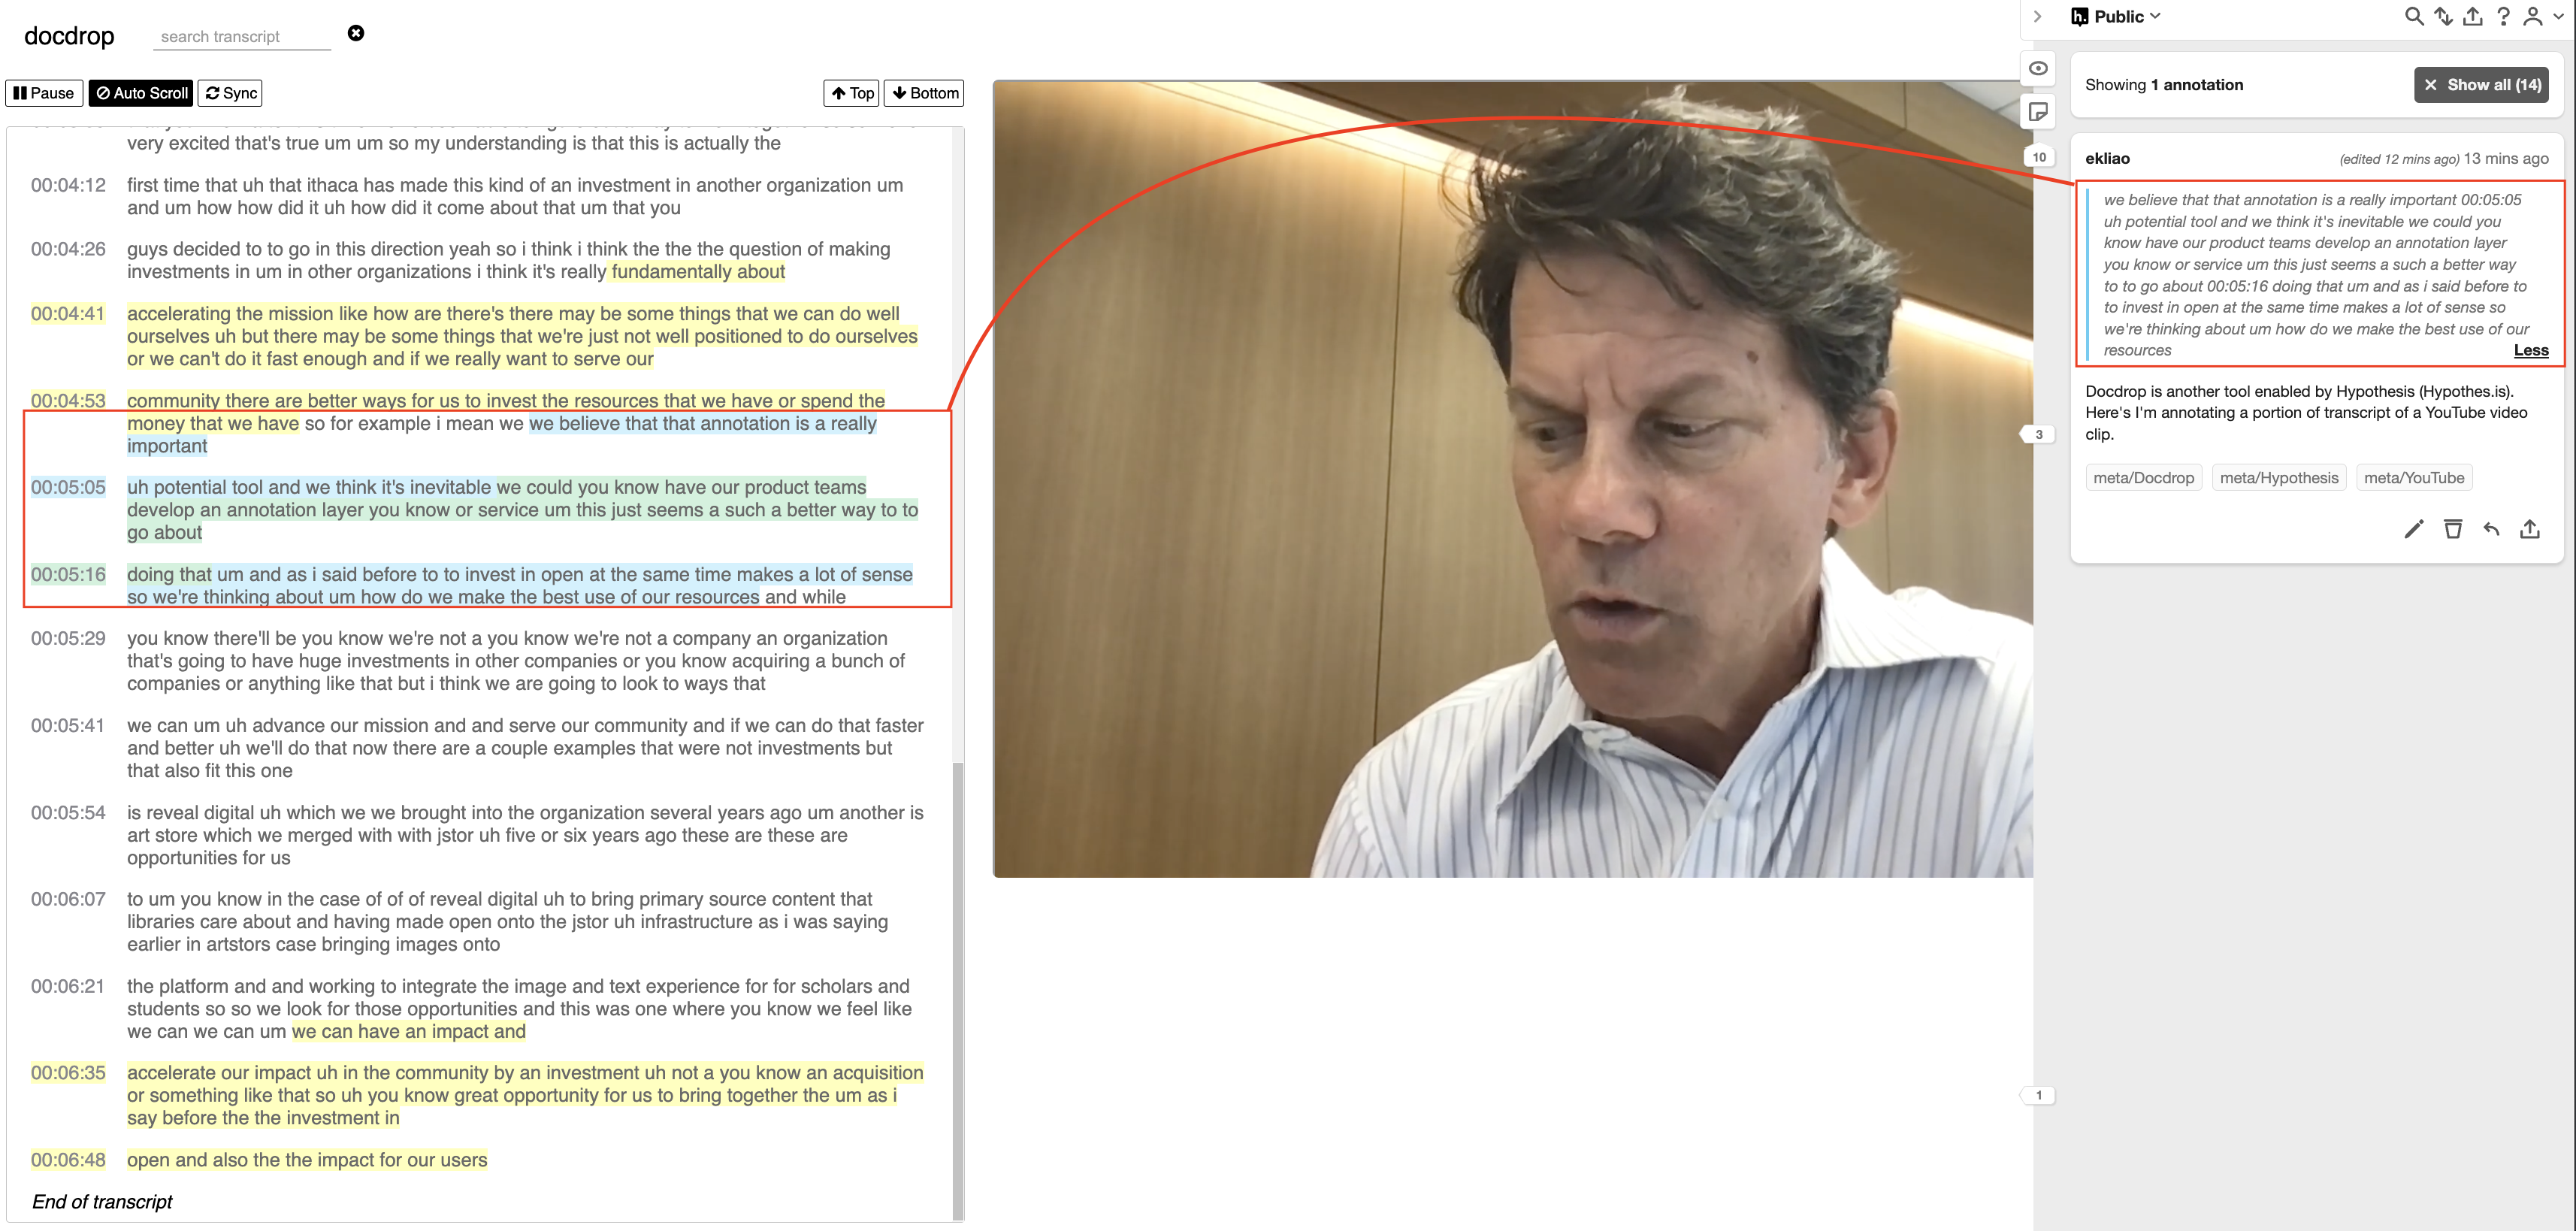 docdrop
search transcript
Pause
Auto Scroll
Sync
Top
Bottom
very excited that's true um um so my understanding is that this is actually the
00:04:12
first time that uh that ithaca has made this kind of an investment in another organization um
and um how how did it uh how did it come about that um that you
00:04:26
guys decided to to go in this direction yeah so i think i think the the the question of making
investments in um in other organizations i think it's really fundamentally about
00:04:41
accelerating the mission like how are there's there may be some things that we can do well
ourselves uh but there may be some things that we're just not well positioned to do ourselves
or we can't do it fast enough and if we really want to serve our
00:04:53
community there are better ways for us to invest the resources that we have or spend the
money that we have so for example i mean we we believe that that annotation is a really
important
00:05:05
uh potential tool and we think it's inevitable we could you know have our product teams
develop an annotation layer you know or service um this just seems a such a better way to to
go about
00:05:16
doing that um and as i said before to to invest in open at the same time makes a lot of sense
so we're thinking about um how do we make the best use of our resources and while
00:05:29
you know there'll be you know we're not a you know we're not a company an organization
that's going to have huge investments in other companies or you know acquiring a bunch of
companies or anything like that but i think we are going to look to ways that
00:05:41
we can um uh advance our mission and and serve our community and if we can do that faster
and better uh we'll do that now there are a couple examples that were not investments but
that also fit this one
00:05:54
is reveal digital uh which we we brought into the organization several years ago um another is
art store which we merged with with jstor uh five or six years ago these are these are
opportunities for us
00:06:07
to um you know in the case of of of reveal digital uh to bring primary source content that
libraries care about and having made open onto the jstor uh infrastructure as i was saying
earlier in artstors case bringing images onto
00:06:21
the platform and and working to integrate the image and text experience for for scholars and
students so so we look for those opportunities and this was one where you know we feel like
we can we can um we can have an impact and
00:06:35
accelerate our impact uh in the community by an investment uh not a you know an acquisition
or something like that so uh you know great opportunity for us to bring together the um as i
say before the the investment in
00:06:48
open and also the the impact for our users
End of transcript
10
3
1
h. Public
?
Showing 1 annotation
Show all (14)
ekliao
(edited 12 mins ago) 13 mins ago
we believe that that annotation is a really important 00:05:05
uh potential tool and we think it's inevitable we could you
know have our product teams develop an annotation layer
you know or service um this just seems a such a better way
to to go about 00:05:16 doing that um and as i said before to
to invest in open at the same time makes a lot of sense so
we're thinking about um how do we make the best use of our
resources
Less
Docdrop is another tool enabled by Hypothesis (Hypothes.is).
Here's I'm annotating a portion of transcript of a YouTube video
clip.
meta/Docdrop
meta/Hypothesis
meta/YouTube